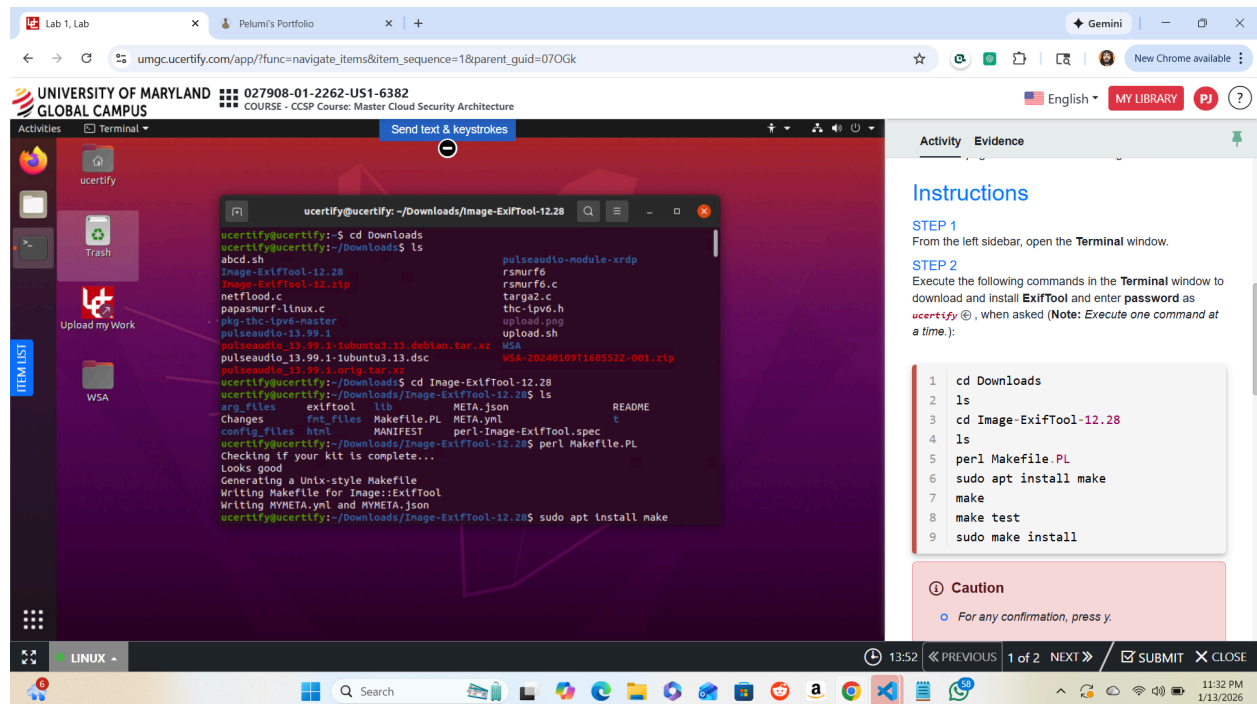 Lab 1, Lab
Pelumi's Portfolio
Gemini
umgc.ucertify.com/app/?func=navigate_items&item_sequence=1&parent_guid=07OGk
New Chrome available
UNIVERSITY OF MARYLAND
GLOBAL CAMPUS
027908-01-2262-US1-6382
COURSE - CCSP Course: Master Cloud Security Architecture
English
MY LIBRARY
PJ
?
Activities
Terminal
Send text & keystrokes
ucertify
Trash
Upload my Work
WSA
ITEM LIST
ucertify@ucertify: ~/Downloads/Image-ExifTool-12.28
ucertify@ucertify:~$ cd Downloads
ucertify@ucertify:~/Downloads$ ls
abcd.sh pulseaudio-module-xrdp
Image-ExifTool-12.28 rsmurf6
Image-ExifTool-12.zip rsmurf6.c
netflood.c targa2.c
papasmurf-linux.c thc-ipv6.h
pkg-thc-ipv6-master upload.png
pulseaudio-13.99.1 upload.sh
pulseaudio_13.99.1-1ubuntu3.13.debian.tar.xz WSA
pulseaudio_13.99.1-1ubuntu3.13.dsc WSA-20240109T160552Z-001.zip
pulseaudio_13.99.1.orig.tar.xz
ucertify@ucertify:~/Downloads$ cd Image-ExifTool-12.28
ucertify@ucertify:~/Downloads/Image-ExifTool-12.28$ ls
arg_files exiftool lib META.json README
Changes fmt_files Makefile.PL META.yml t
config_files html MANIFEST perl-Image-ExifTool.spec
ucertify@ucertify:~/Downloads/Image-ExifTool-12.28$ perl Makefile.PL
Checking if your kit is complete...
Looks good
Generating a Unix-style Makefile
Writing Makefile for Image::ExifTool
Writing MYMETA.yml and MYMETA.json
ucertify@ucertify:~/Downloads/Image-ExifTool-12.28$ sudo apt install make
Activity Evidence
Instructions
STEP 1
From the left sidebar, open the Terminal window.
STEP 2
Execute the following commands in the Terminal window to
download and install ExifTool and enter password as
ucertify , when asked (Note: Execute one command at
a time.):
1 cd Downloads
2 ls
3 cd Image-ExifTool-12.28
4 ls
5 perl Makefile.PL
6 sudo apt install make
7 make
8 make test
9 sudo make install
Caution
For any confirmation, press y.
LINUX
13:52
PREVIOUS
1 of 2
NEXT
SUBMIT
CLOSE
6
Search
58
11:32 PM
1/13/2026